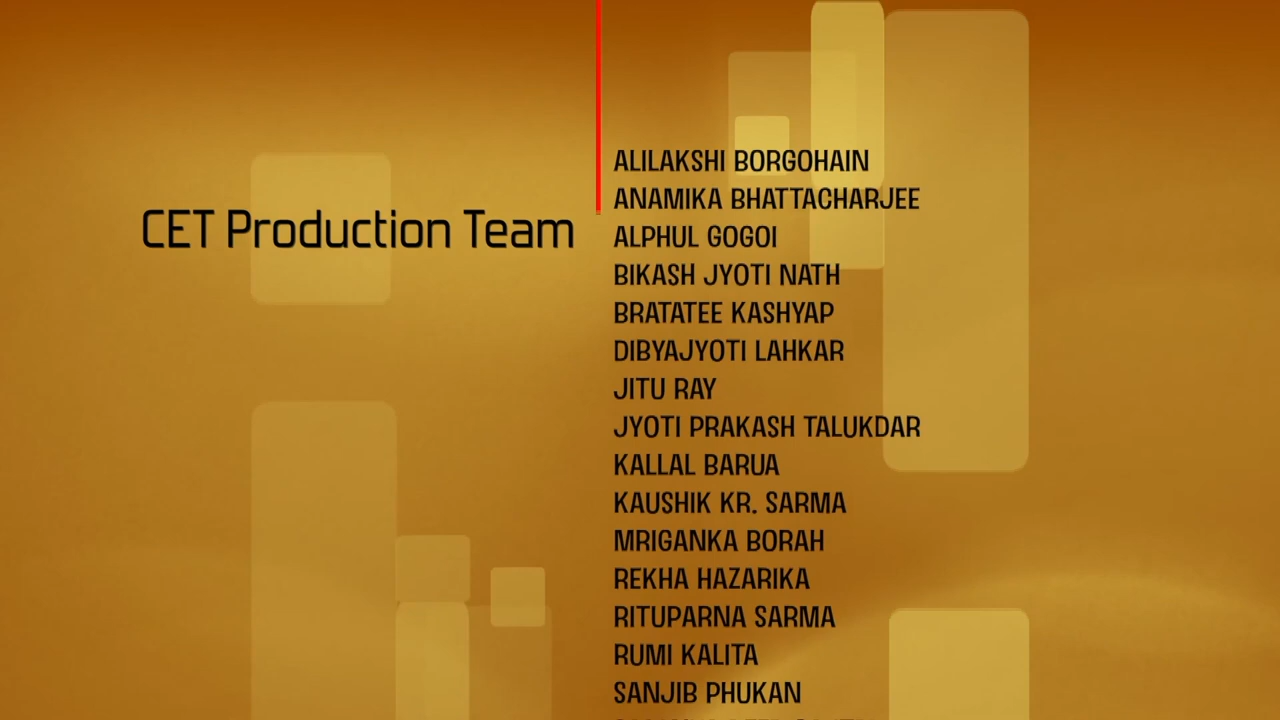 CET Production Team
ALILAKSHI BORGOHAIN
ANAMIKA BHATTACHARJEE
ALPHUL GOGOI
BIKASH JYOTI NATH
BRATATEE KASHYAP
DIBYAJYOTI LAHKAR
JITU RAY
JYOTI PRAKASH TALUKDAR
KALLAL BARUA
KAUSHIK KR. SARMA
MRIGANKA BORAH
REKHA HAZARIKA
RITUPARNA SARMA
RUMI KALITA
SANJIB PHUKAN